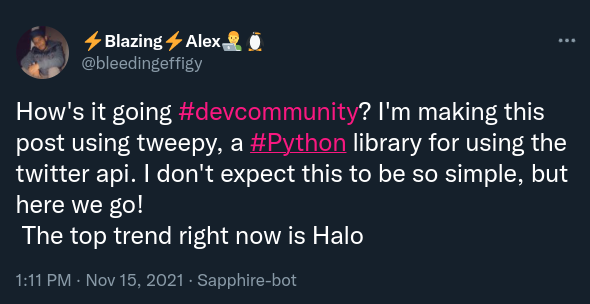 ⚡Blazing⚡Alex👨‍💻🐧
@bleedingeffigy
How's it going #devcommunity? I'm making this
post using tweepy, a #Python library for using the
twitter api. I don't expect this to be so simple, but
here we go!
The top trend right now is Halo
1:11 PM · Nov 15, 2021 · Sapphire-bot